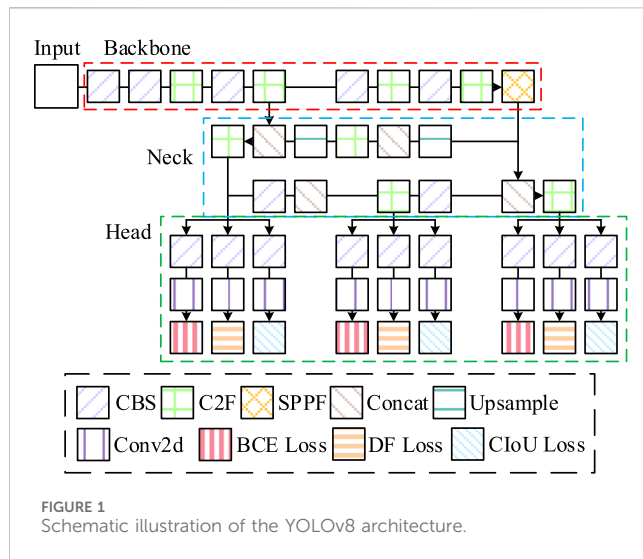 Input Backbone
Neck
Head
CBS C2F SPPF Concat Upsample
Conv2d BCE Loss DF Loss CIoU Loss
FIGURE 1
Schematic illustration of the YOLOv8 architecture.